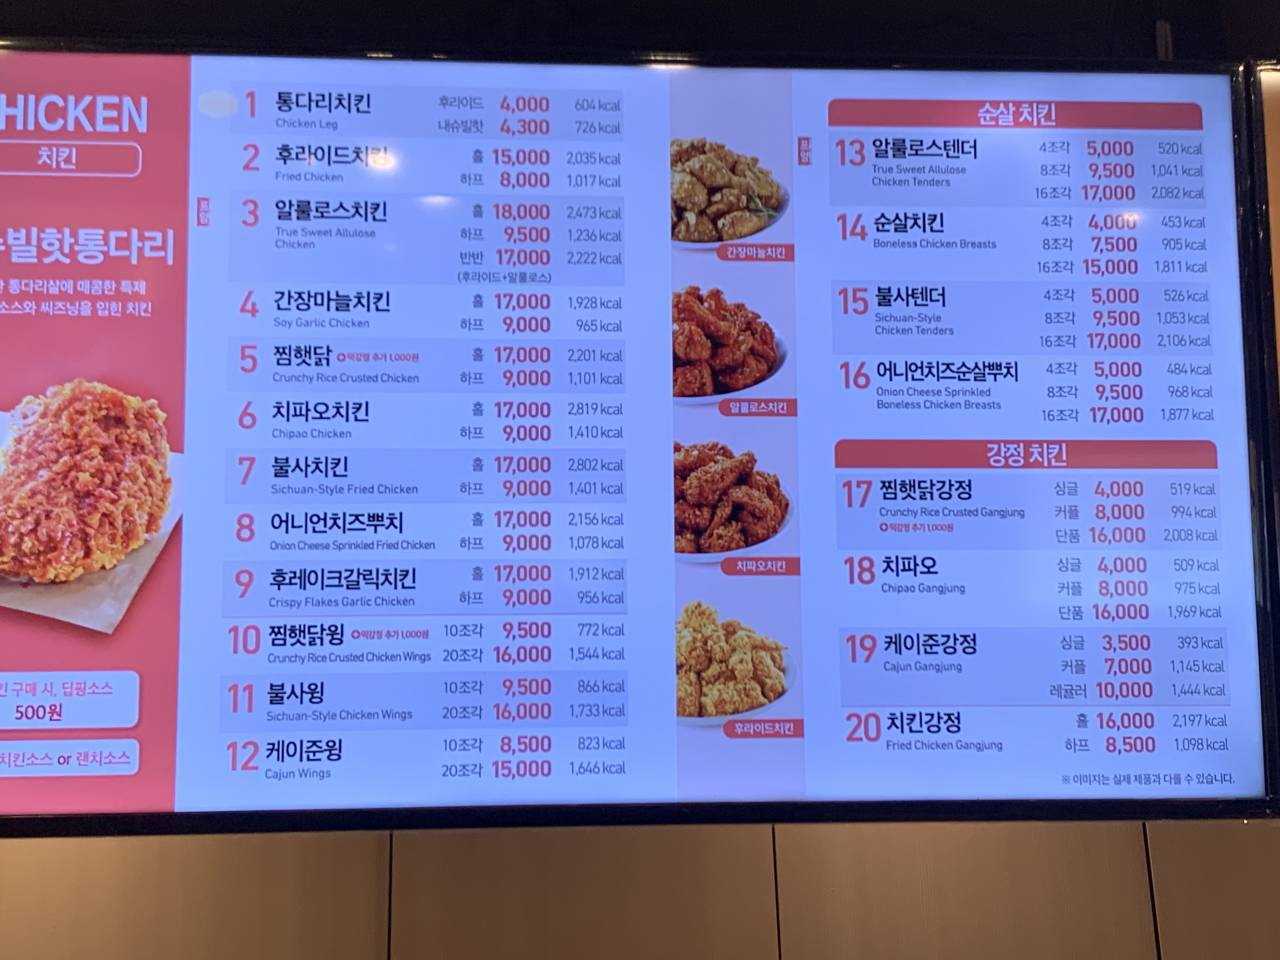 HICKEN
치킨
빌핫통다리
통다리살에 매콤한 특제
소스와 씨즈닝을 입힌 치킨
구매 시, 딥핑소스
500원
치킨소스 or 랜치소스
1 통다리치킨 후라이드 4,000 604 kcal
Chicken Leg 내슈빌핫 4,300 726 kcal
2 후라이드치킨 홀 15,000 2,035 kcal
Fried Chicken 하프 8,000 1,017 kcal
3 알룰로스치킨 홀 18,000 2,473 kcal
True Sweet Allulose 하프 9,500 1,236 kcal
Chicken 반반 17,000 2,222 kcal
(후라이드+알룰로스)
4 간장마늘치킨 홀 17,000 1,928 kcal
Soy Garlic Chicken 하프 9,000 965 kcal
5 찜햇닭 떡강정 추가 1,000원 홀 17,000 2,201 kcal
Crunchy Rice Crusted Chicken 하프 9,000 1,101 kcal
6 치파오치킨 홀 17,000 2,819 kcal
Chipao Chicken 하프 9,000 1,410 kcal
7 불사치킨 홀 17,000 2,802 kcal
Sichuan-Style Fried Chicken 하프 9,000 1,401 kcal
8 어니언치즈뿌치 홀 17,000 2,156 kcal
Onion Cheese Sprinkled Fried Chicken 하프 9,000 1,078 kcal
9 후레이크갈릭치킨 홀 17,000 1,912 kcal
Crispy Flakes Garlic Chicken 하프 9,000 956 kcal
10 찜햇닭윙 떡강정 추가 1,000원 10조각 9,500 772 kcal
Crunchy Rice Crusted Chicken Wings 20조각 16,000 1,544 kcal
11 불사윙 10조각 9,500 866 kcal
Sichuan-Style Chicken Wings 20조각 16,000 1,733 kcal
12 케이준윙 10조각 8,500 823 kcal
Cajun Wings 20조각 15,000 1,646 kcal
간장마늘치킨
알룰로스치킨
치파오치킨
후라이드치킨
순살 치킨
13 알룰로스텐더 4조각 5,000 520 kcal
True Sweet Allulose 8조각 9,500 1,041 kcal
Chicken Tenders 16조각 17,000 2,082 kcal
14 순살치킨 4조각 4,000 453 kcal
Boneless Chicken Breasts 8조각 7,500 905 kcal
16조각 15,000 1,811 kcal
15 불사텐더 4조각 5,000 526 kcal
Sichuan-Style 8조각 9,500 1,053 kcal
Chicken Tenders 16조각 17,000 2,106 kcal
16 어니언치즈순살뿌치 4조각 5,000 484 kcal
Onion Cheese Sprinkled 8조각 9,500 968 kcal
Boneless Chicken Breasts 16조각 17,000 1,877 kcal
강정 치킨
17 찜햇닭강정 싱글 4,000 519 kcal
Crunchy Rice Crusted Gangjung 커플 8,000 994 kcal
떡강정 추가 1,000원 단품 16,000 2,008 kcal
18 치파오 싱글 4,000 509 kcal
Chipao Gangjung 커플 8,000 975 kcal
단품 16,000 1,969 kcal
19 케이준강정 싱글 3,500 393 kcal
Cajun Gangjung 커플 7,000 1,145 kcal
레귤러 10,000 1,444 kcal
20 치킨강정 홀 16,000 2,197 kcal
Fried Chicken Gangjung 하프 8,500 1,098 kcal
※ 이미지는 실제 제품과 다를 수 있습니다.